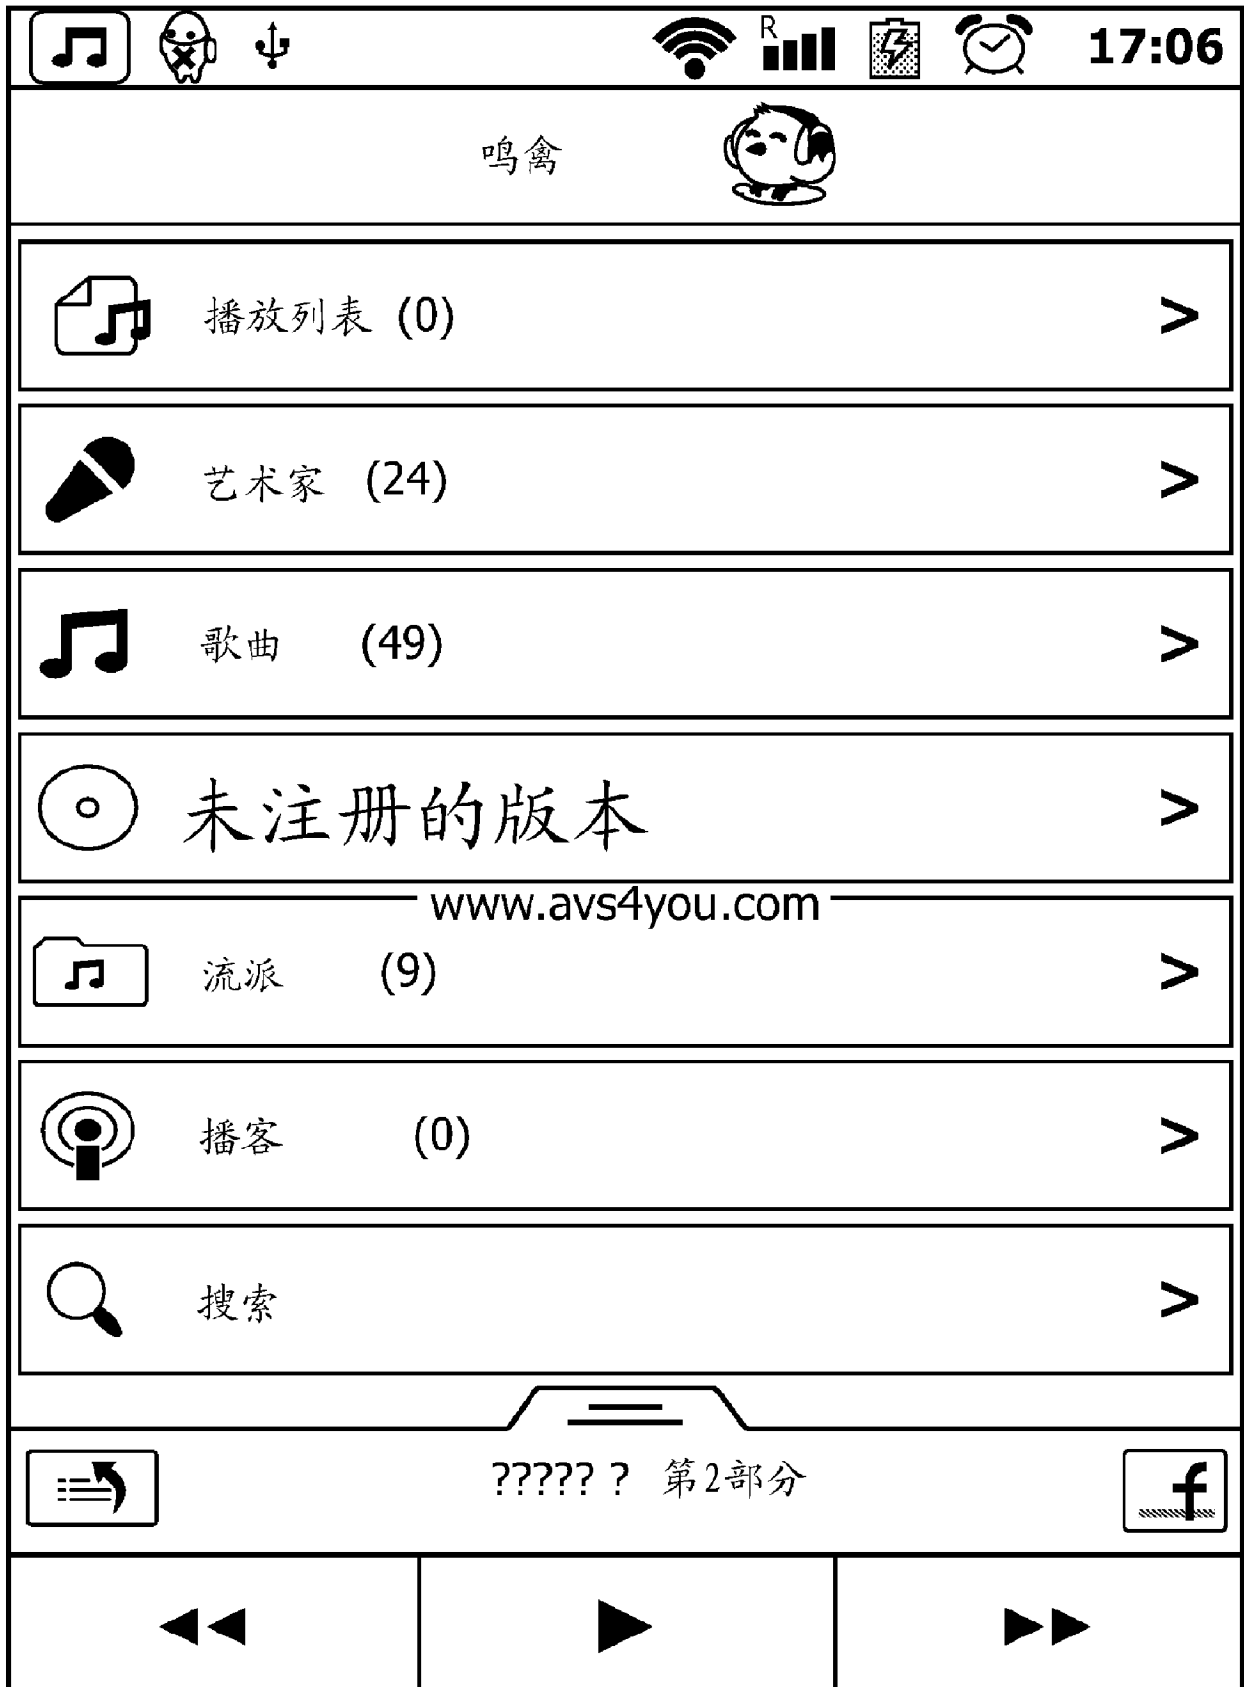 R
17:06
鸣禽
播放列表 (0)
艺术家 (24)
歌曲 (49)
未注册的版本
www.avs4you.com
流派 (9)
播客 (0)
搜索
????? ? 第2部分
f